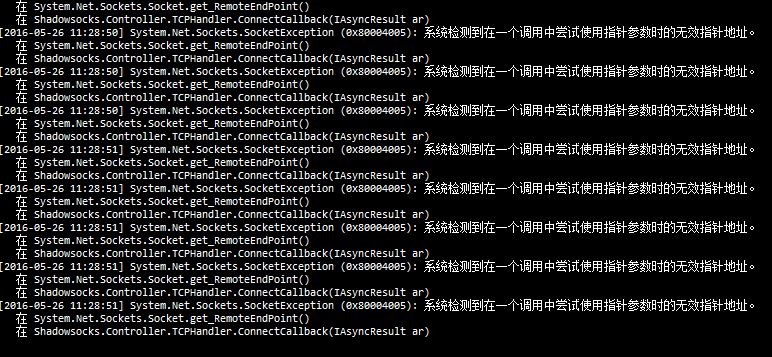 在 System.Net.Sockets.Socket.get_RemoteEndPoint()
在 Shadowsocks.Controller.TCPHandler.ConnectCallback(IAsyncResult ar)
[2016-05-26 11:28:50] System.Net.Sockets.SocketException (0x80004005): 系统检测到在一个调用中尝试使用指针参数时的无效指针地址。
在 System.Net.Sockets.Socket.get_RemoteEndPoint()
在 Shadowsocks.Controller.TCPHandler.ConnectCallback(IAsyncResult ar)
[2016-05-26 11:28:50] System.Net.Sockets.SocketException (0x80004005): 系统检测到在一个调用中尝试使用指针参数时的无效指针地址。
在 System.Net.Sockets.Socket.get_RemoteEndPoint()
在 Shadowsocks.Controller.TCPHandler.ConnectCallback(IAsyncResult ar)
[2016-05-26 11:28:50] System.Net.Sockets.SocketException (0x80004005): 系统检测到在一个调用中尝试使用指针参数时的无效指针地址。
在 System.Net.Sockets.Socket.get_RemoteEndPoint()
在 Shadowsocks.Controller.TCPHandler.ConnectCallback(IAsyncResult ar)
[2016-05-26 11:28:51] System.Net.Sockets.SocketException (0x80004005): 系统检测到在一个调用中尝试使用指针参数时的无效指针地址。
在 System.Net.Sockets.Socket.get_RemoteEndPoint()
在 Shadowsocks.Controller.TCPHandler.ConnectCallback(IAsyncResult ar)
[2016-05-26 11:28:51] System.Net.Sockets.SocketException (0x80004005): 系统检测到在一个调用中尝试使用指针参数时的无效指针地址。
在 System.Net.Sockets.Socket.get_RemoteEndPoint()
在 Shadowsocks.Controller.TCPHandler.ConnectCallback(IAsyncResult ar)
[2016-05-26 11:28:51] System.Net.Sockets.SocketException (0x80004005): 系统检测到在一个调用中尝试使用指针参数时的无效指针地址。
在 System.Net.Sockets.Socket.get_RemoteEndPoint()
在 Shadowsocks.Controller.TCPHandler.ConnectCallback(IAsyncResult ar)
[2016-05-26 11:28:51] System.Net.Sockets.SocketException (0x80004005): 系统检测到在一个调用中尝试使用指针参数时的无效指针地址。
在 System.Net.Sockets.Socket.get_RemoteEndPoint()
在 Shadowsocks.Controller.TCPHandler.ConnectCallback(IAsyncResult ar)
[2016-05-26 11:28:51] System.Net.Sockets.SocketException (0x80004005): 系统检测到在一个调用中尝试使用指针参数时的无效指针地址。
在 System.Net.Sockets.Socket.get_RemoteEndPoint()
在 Shadowsocks.Controller.TCPHandler.ConnectCallback(IAsyncResult ar)